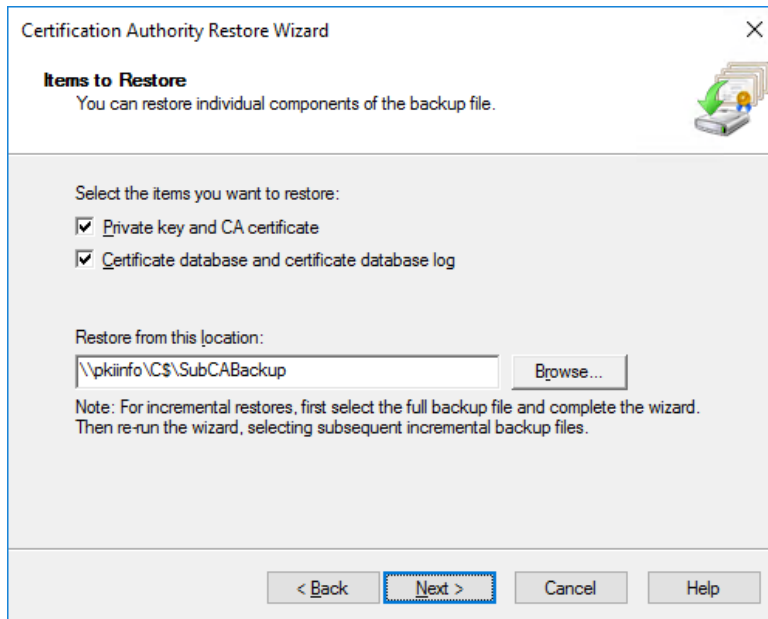 Certification Authority Restore Wizard
Items to Restore
You can restore individual components of the backup file.
Select the items you want to restore:
Private key and CA certificate
Certificate database and certificate database log
Restore from this location:
\\pkiinfo\C$\SubCABackup
Browse...
Note: For incremental restores, first select the full backup file and complete the wizard.
Then re-run the wizard, selecting subsequent incremental backup files.
< Back
Next >
Cancel
Help